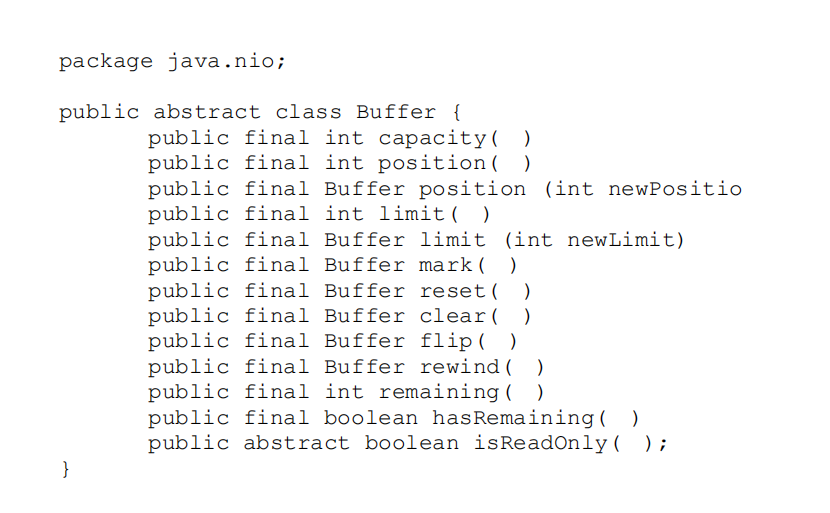 package java.nio;
public abstract class Buffer {
public final int capacity( )
public final int position( )
public final Buffer position (int newPositio
public final int limit( )
public final Buffer limit (int newLimit)
public final Buffer mark( )
public final Buffer reset( )
public final Buffer clear( )
public final Buffer flip( )
public final Buffer rewind( )
public final int remaining( )
public final boolean hasRemaining( )
public abstract boolean isReadOnly( );
}